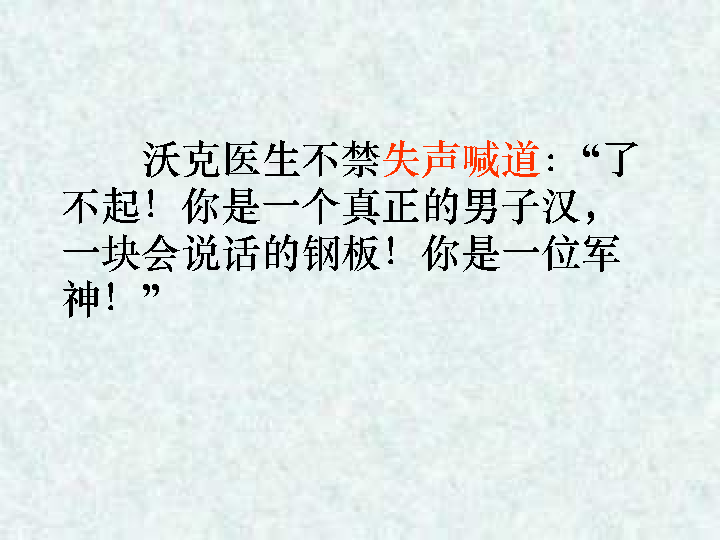 沃克医生不禁失声喊道:“了
不起!你是一个真正的男子汉,
一块会说话的钢板!你是一位军
神!”